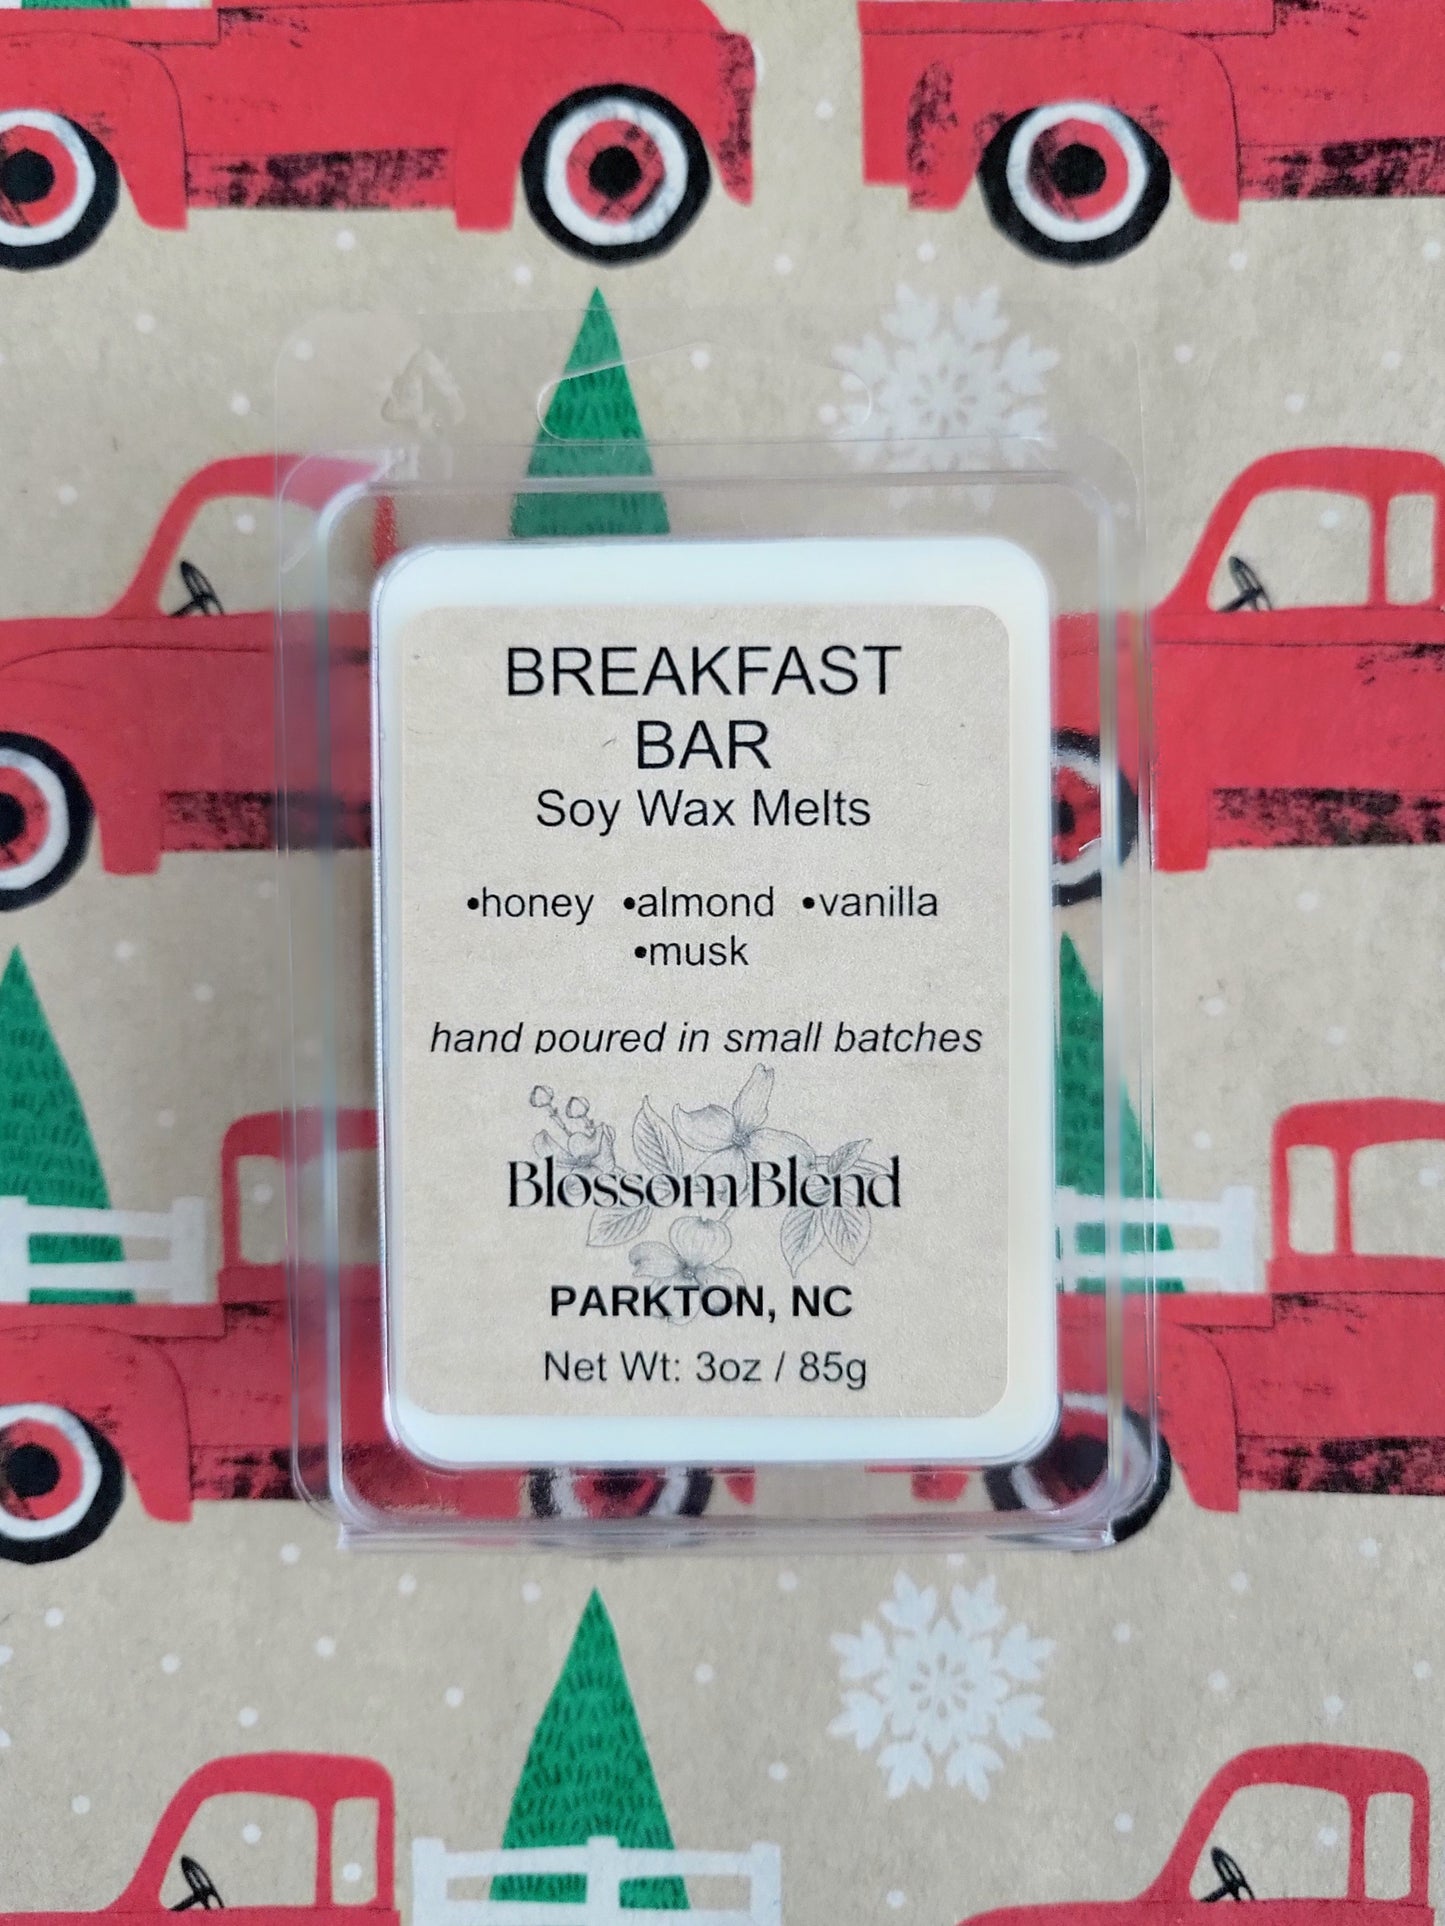 BREAKFAST
BAR
Soy Wax Melts
•honey •almond •vanilla
•musk
hand poured in small batches
Blossom Blend
PARKTON, NC
Net Wt: 3oz / 85g